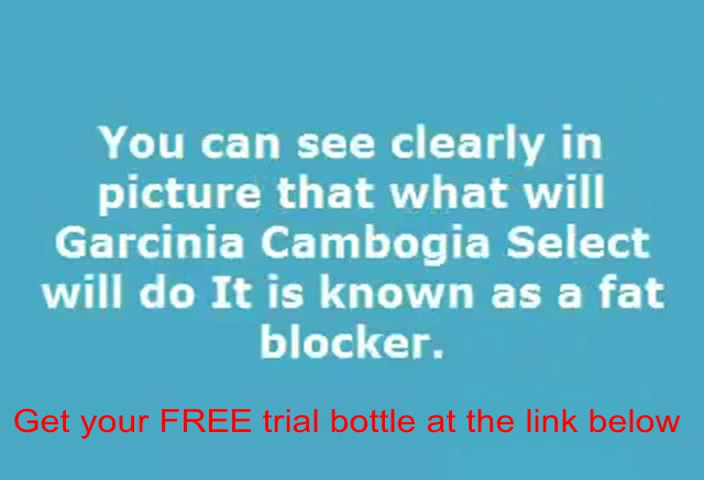 You can see clearly in
picture that what will
Garcinia Cambogia Select
will do It is known as a fat
blocker.
Get your FREE trial bottle at the link below